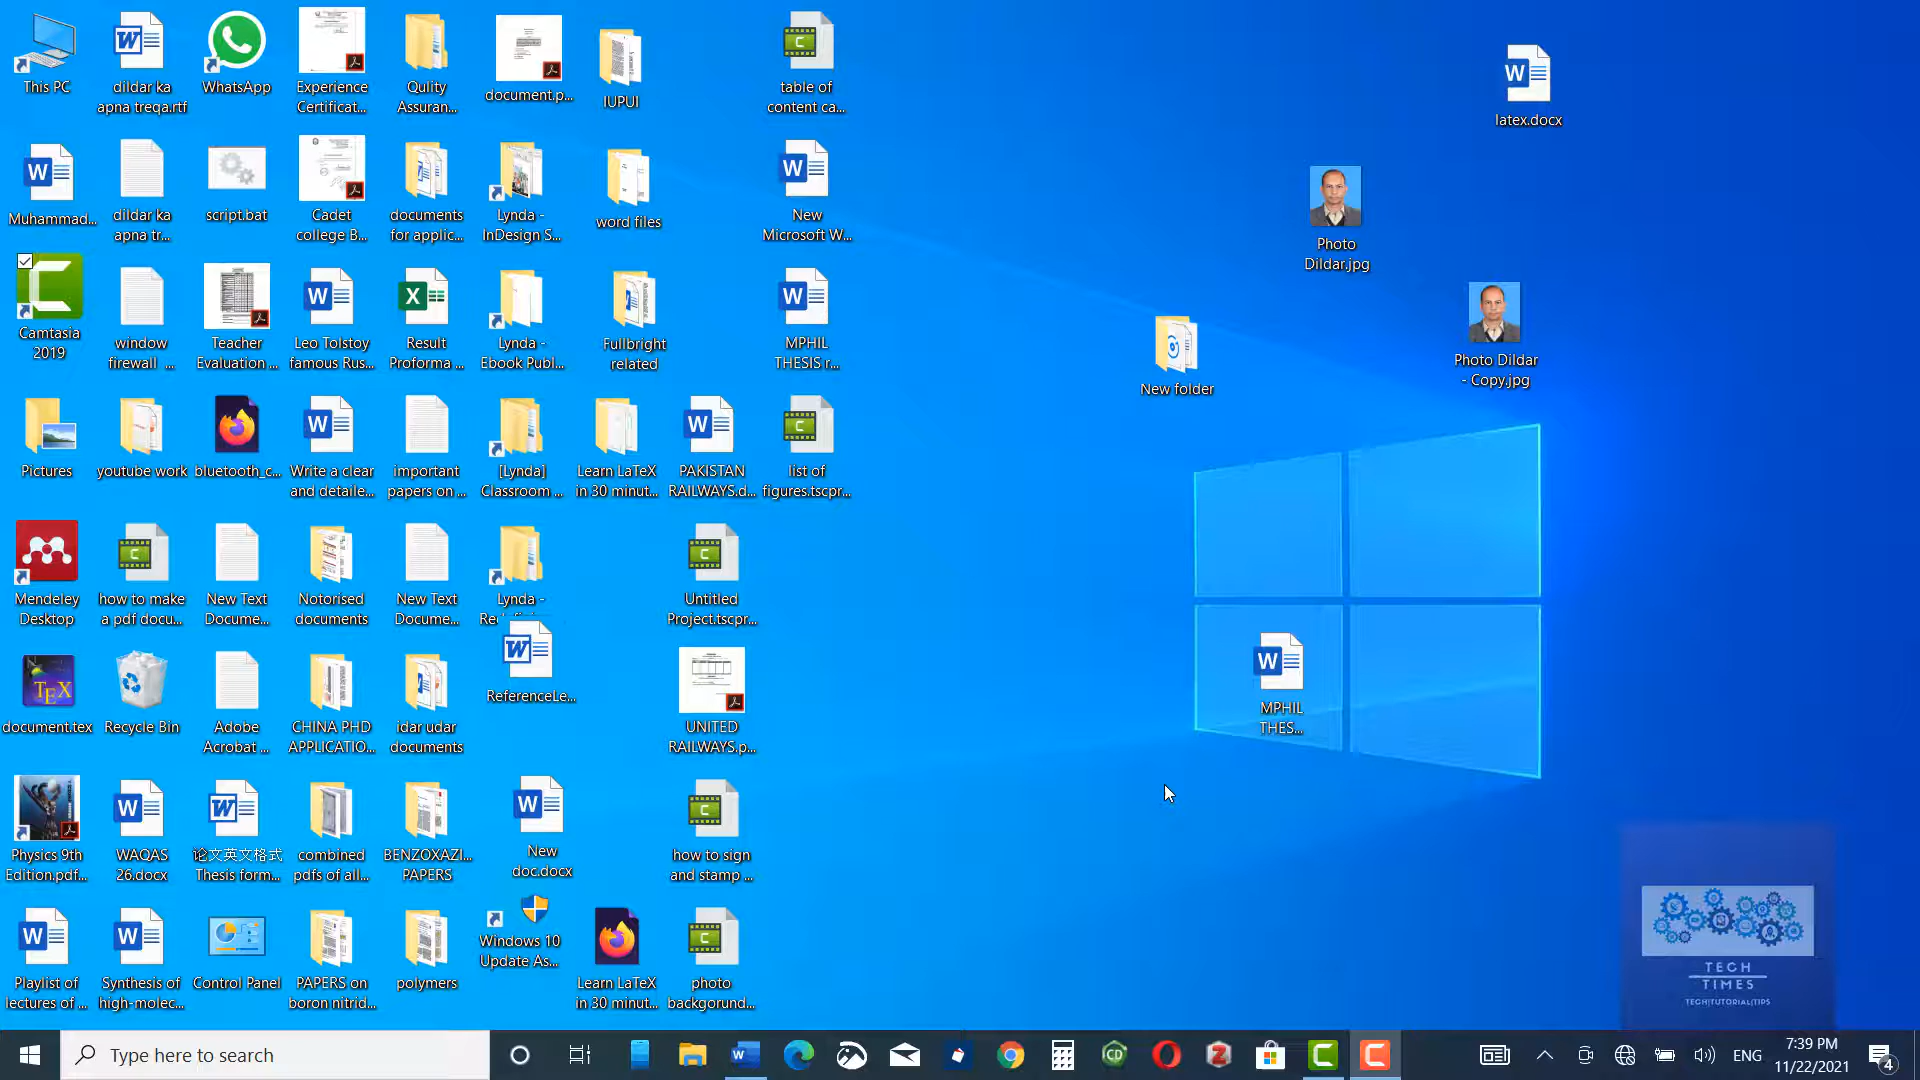 This PC
dildar ka
apna treqa.rtf
WhatsApp
Experience
Certificat...
Qulity
Assuran...
document.p...
IUPUI
table of
content ca...
latex.docx
Muhammad...
dildar ka
apna tr...
script.bat
Cadet
college B...
documents
for applic...
Lynda -
InDesign S...
word files
New
Microsoft W...
Photo
Dildar.jpg
Camtasia
2019
window
firewall ...
Teacher
Evaluation ...
Leo Tolstoy
famous Rus...
Result
Proforma ...
Lynda -
Ebook Publ...
Fullbright
related
MPHIL
THESIS r...
New folder
Photo Dildar
- Copy.jpg
Pictures
youtube work
bluetooth_c...
Write a clear
and detaile...
important
papers on ...
[Lynda]
Classroom ...
Learn LaTeX
in 30 minut...
PAKISTAN
RAILWAYS.d...
list of
figures.tscpr...
Mendeley
Desktop
how to make
a pdf docu...
New Text
Docume...
Notorised
documents
New Text
Docume...
Lynda -
Untitled
Project.tscpr...
document.tex
Recycle Bin
Adobe
Acrobat ...
CHINA PHD
APPLICATIO...
idar udar
documents
ReferenceLe...
UNITED
RAILWAYS.p...
MPHIL
THES...
Physics 9th
Edition.pdf...
WAQAS
26.docx
论文英文格式
Thesis form...
combined
pdfs of all...
BENZOXAZI...
PAPERS
New
doc.docx
how to sign
and stamp ...
Playlist of
lectures of ...
Synthesis of
high-molec...
Control Panel
PAPERS on
boron nitrid...
polymers
Windows 10
Update As...
Learn LaTeX
in 30 minut...
photo
backgorund...
TECH
TIMES
TECH|TUTORIAL|TIPS
Type here to search
ENG
7:39 PM
11/22/2021
4